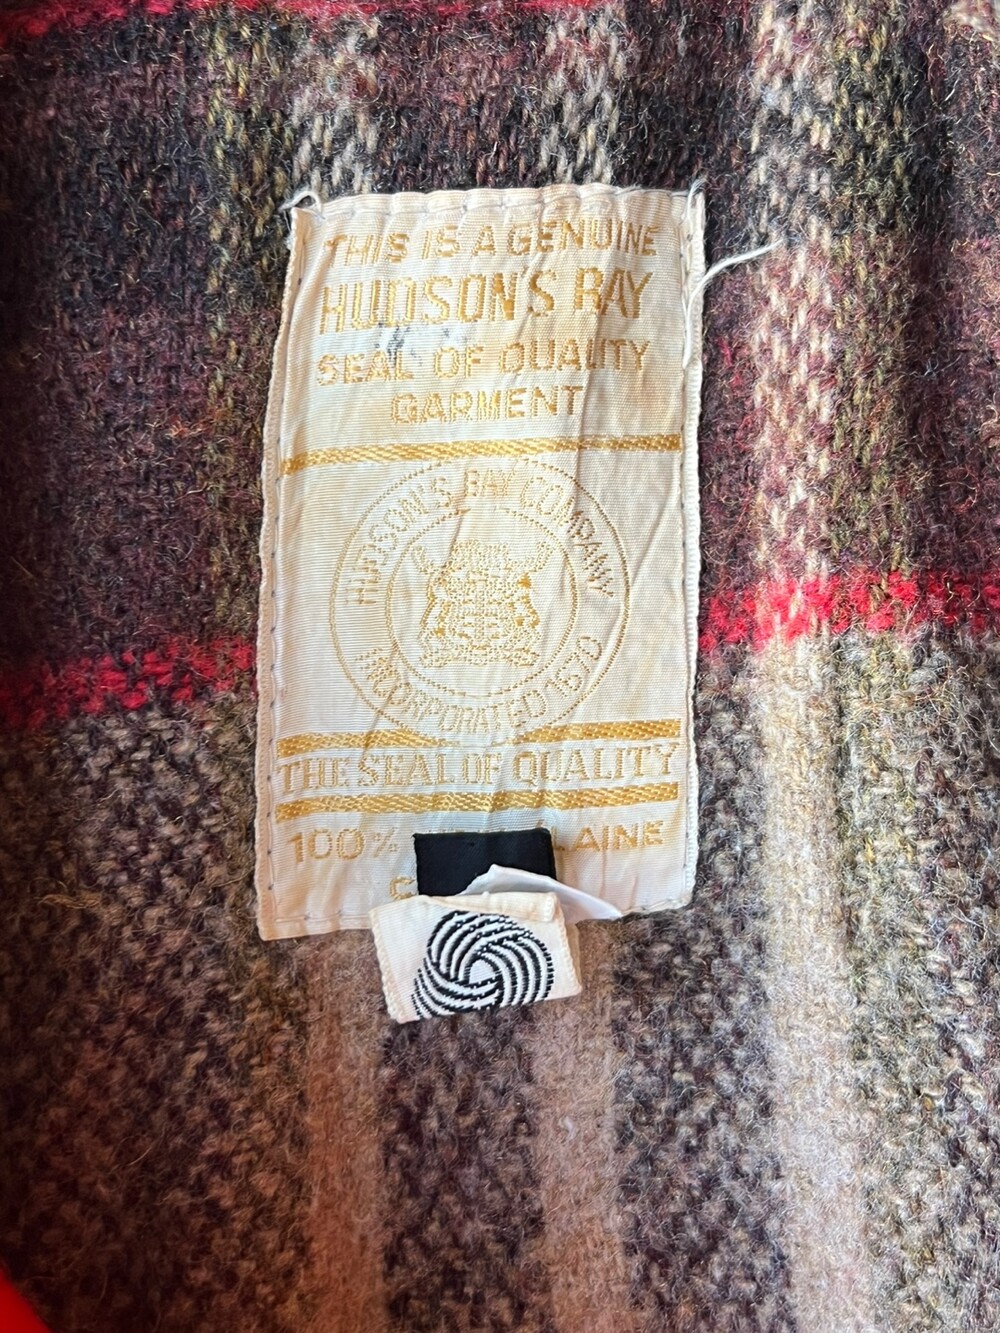 THIS IS A GENUINE
HUDSON'S BAY
SEAL OF QUALITY
GARMENT
HUDSON'S BAY COMPANY
INCORPORATED 1670
THE SEAL OF QUALITY
100% LAINE